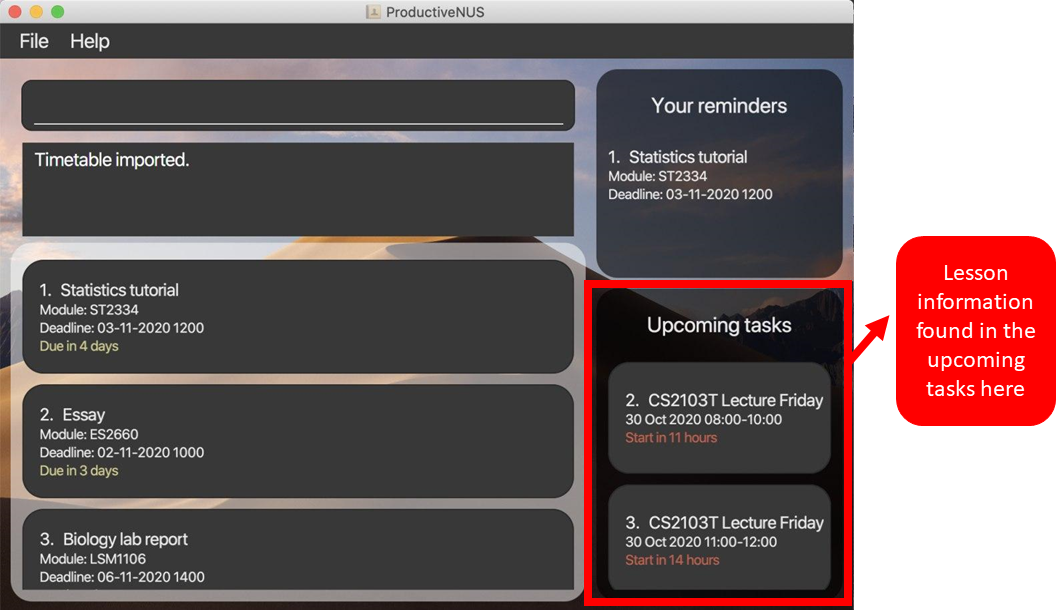 ProductiveNUS
File Help
Timetable imported.
1. Statistics tutorial
Module: ST2334
Deadline: 03-11-2020 1200
Due in 4 days
2. Essay
Module: ES2660
Deadline: 02-11-2020 1000
Due in 3 days
3. Biology lab report
Module: LSM1106
Deadline: 06-11-2020 1400
Your reminders
1. Statistics tutorial
Module: ST2334
Deadline: 03-11-2020 1200
Upcoming tasks
2. CS2103T Lecture Friday
30 Oct 2020 08:00-10:00
Start in 11 hours
3. CS2103T Lecture Friday
30 Oct 2020 11:00-12:00
Start in 14 hours
Lesson
information
found in the
upcoming
tasks here